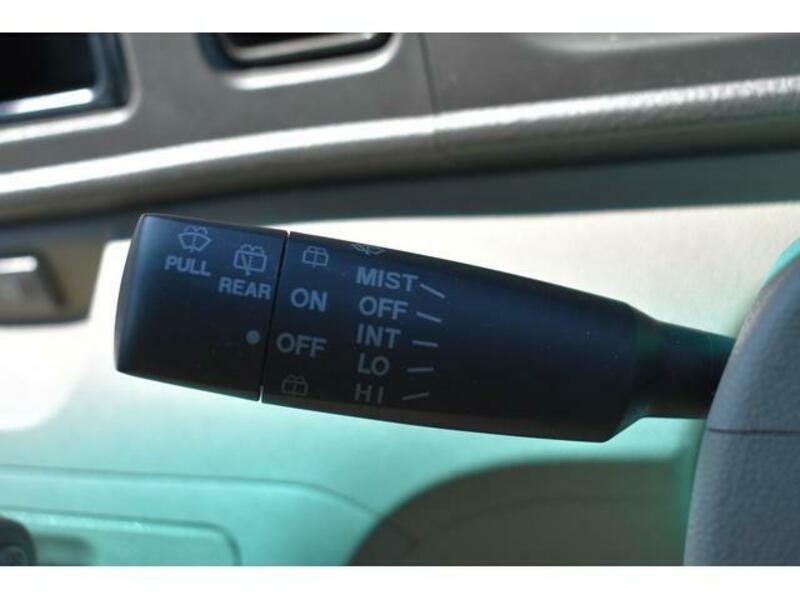 PULL
REAR
ON
OFF
MIST
OFF
INT
LO
HI